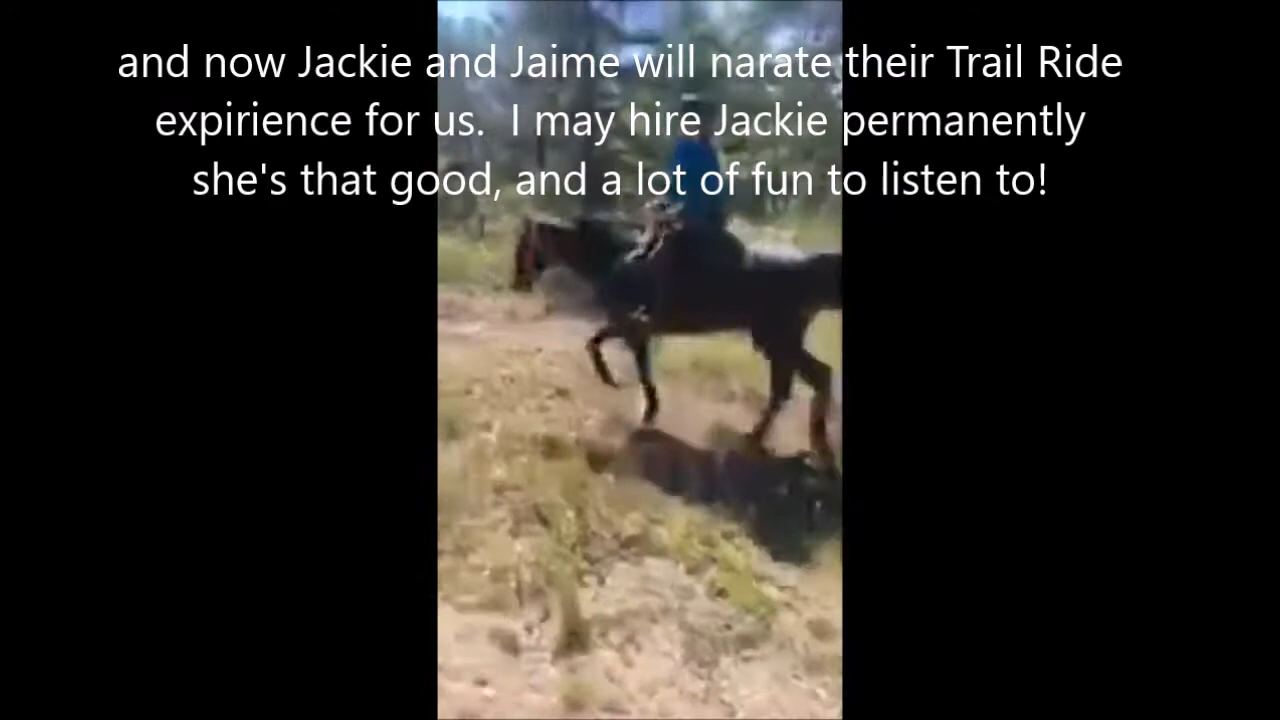 and now Jackie and Jaime will narate their Trail Ride
expirience for us.  I may hire Jackie permanently
she's that good, and a lot of fun to listen to!